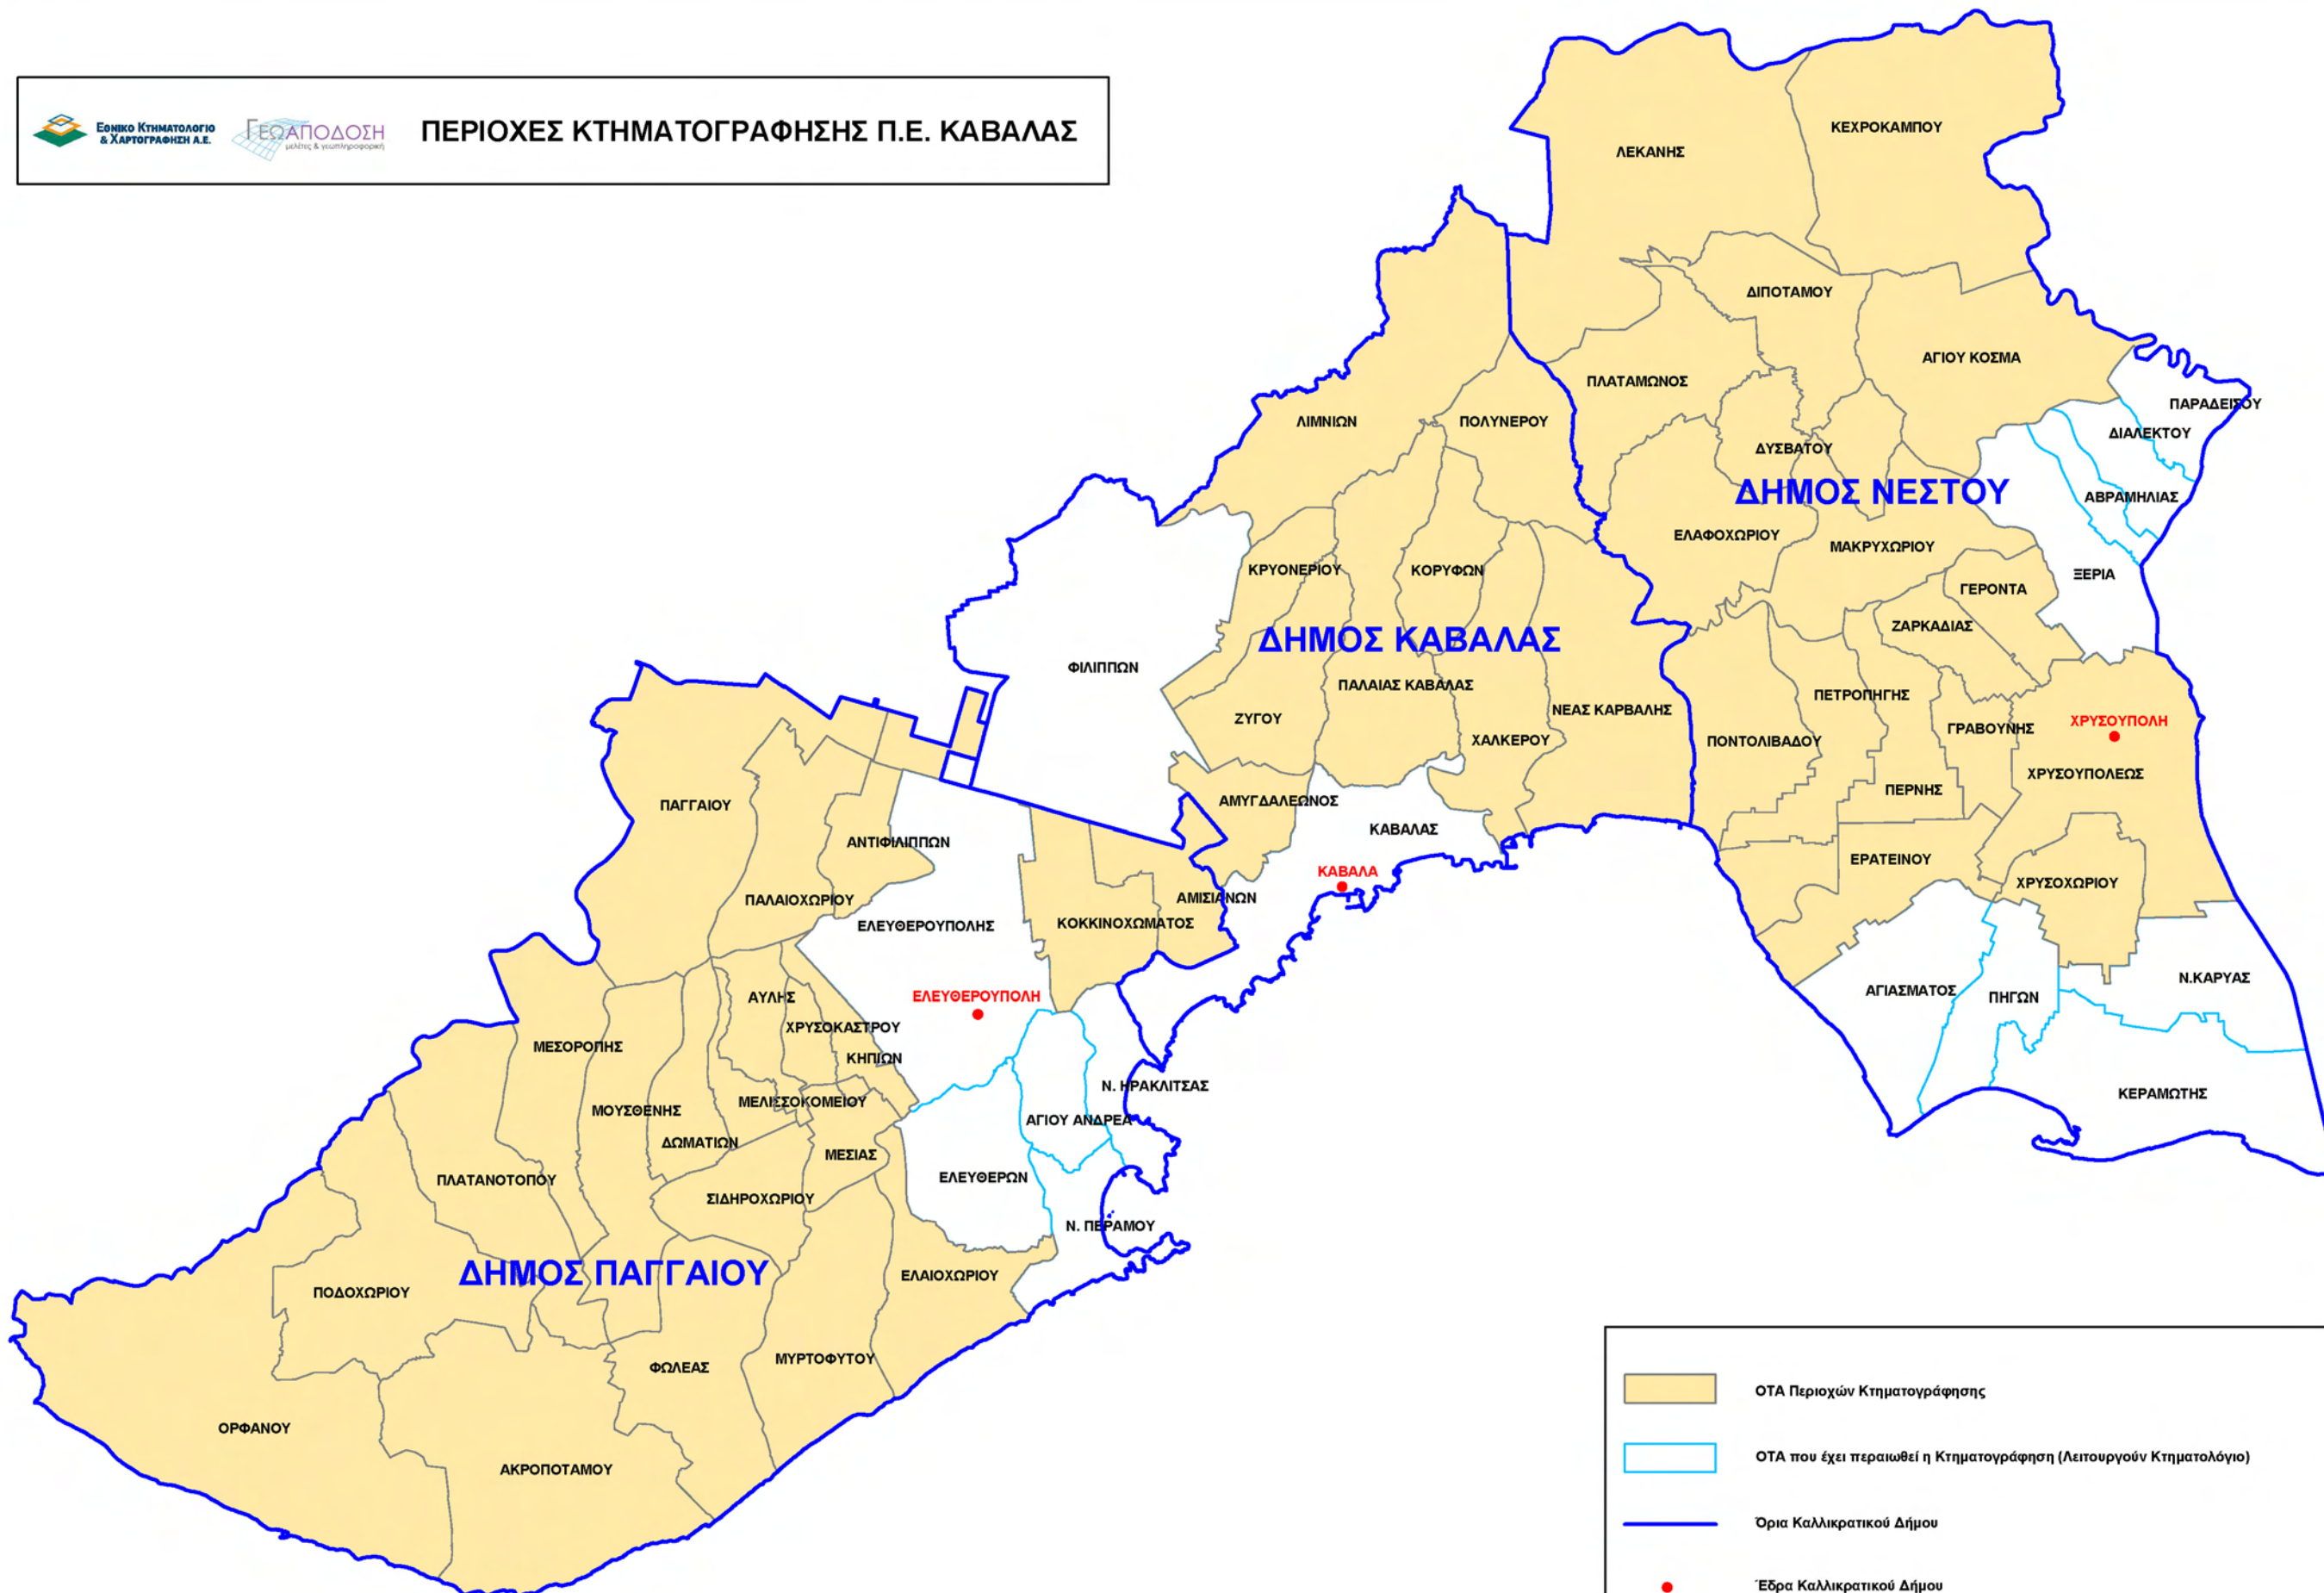 ΕΘΝΙΚΟ ΚΤΗΜΑΤΟΛΟΓΙΟ
& ΧΑΡΤΟΓΡΑΦΗΣΗ Α.Ε.
ΓΕΩΑΠΟΔΟΣΗ
μελέτες & γεωπληροφορική
ΠΕΡΙΟΧΕΣ ΚΤΗΜΑΤΟΓΡΑΦΗΣΗΣ Π.Ε. ΚΑΒΑΛΑΣ
ΚΕΧΡΟΚΑΜΠΟΥ
ΛΕΚΑΝΗΣ
ΔΙΠΟΤΑΜΟΥ
ΑΓΙΟΥ ΚΟΣΜΑ
ΠΛΑΤΑΜΩΝΟΣ
ΠΑΡΑΔΕΙΣΟΥ
ΛΙΜΝΙΩΝ
ΠΟΛΥΝΕΡΟΥ
ΔΙΑΛΕΚΤΟΥ
ΔΥΣΒΑΤΟΥ
ΔΗΜΟΣ ΝΕΣΤΟΥ
ΑΒΡΑΜΗΛΙΑΣ
ΕΛΑΦΟΧΩΡΙΟΥ
ΜΑΚΡΥΧΩΡΙΟΥ
ΚΡΥΟΝΕΡΙΟΥ
ΚΟΡΥΦΩΝ
ΞΕΡΙΑ
ΓΕΡΟΝΤΑ
ΖΑΡΚΑΔΙΑΣ
ΔΗΜΟΣ ΚΑΒΑΛΑΣ
ΦΙΛΙΠΠΩΝ
ΠΑΛΑΙΑΣ ΚΑΒΑΛΑΣ
ΠΕΤΡΟΠΗΓΗΣ
ΝΕΑΣ ΚΑΡΒΑΛΗΣ
ΖΥΓΟΥ
ΧΡΥΣΟΥΠΟΛΗ
ΓΡΑΒΟΥΝΗΣ
ΧΑΛΚΕΡΟΥ
ΠΟΝΤΟΛΙΒΑΔΟΥ
ΧΡΥΣΟΥΠΟΛΕΩΣ
ΠΕΡΝΗΣ
ΑΜΥΓΔΑΛΕΩΝΟΣ
ΠΑΓΓΑΙΟΥ
ΚΑΒΑΛΑΣ
ΑΝΤΙΦΙΛΙΠΠΩΝ
ΕΡΑΤΕΙΝΟΥ
ΚΑΒΑΛΑ
ΧΡΥΣΟΧΩΡΙΟΥ
ΑΜΙΣΙΑΝΩΝ
ΠΑΛΑΙΟΧΩΡΙΟΥ
ΚΟΚΚΙΝΟΧΩΜΑΤΟΣ
ΕΛΕΥΘΕΡΟΥΠΟΛΗΣ
Ν.ΚΑΡΥΑΣ
ΑΓΙΑΣΜΑΤΟΣ
ΠΗΓΩΝ
ΕΛΕΥΘΕΡΟΥΠΟΛΗ
ΑΥΛΗΣ
ΧΡΥΣΟΚΑΣΤΡΟΥ
ΜΕΣΟΡΟΠΗΣ
ΚΗΠΙΩΝ
Ν. ΗΡΑΚΛΙΤΣΑΣ
ΚΕΡΑΜΩΤΗΣ
ΜΕΛΙΣΣΟΚΟΜΕΙΟΥ
ΜΟΥΣΘΕΝΗΣ
ΑΓΙΟΥ ΑΝΔΡΕΑ
ΔΩΜΑΤΙΩΝ
ΜΕΣΙΑΣ
ΕΛΕΥΘΕΡΩΝ
ΠΛΑΤΑΝΟΤΟΠΟΥ
ΣΙΔΗΡΟΧΩΡΙΟΥ
Ν. ΠΕΡΑΜΟΥ
ΔΗΜΟΣ ΠΑΓΓΑΙΟΥ
ΕΛΑΙΟΧΩΡΙΟΥ
ΠΟΔΟΧΩΡΙΟΥ
ΜΥΡΤΟΦΥΤΟΥ
ΦΩΛΕΑΣ
ΟΡΦΑΝΟΥ
ΑΚΡΟΠΟΤΑΜΟΥ
ΟΤΑ Περιοχών Κτηματογράφησης
ΟΤΑ που έχει περαιωθεί η Κτηματογράφηση (Λειτουργούν Κτηματολόγιο)
Όρια Καλλικρατικού Δήμου
Έδρα Καλλικρατικού Δήμου